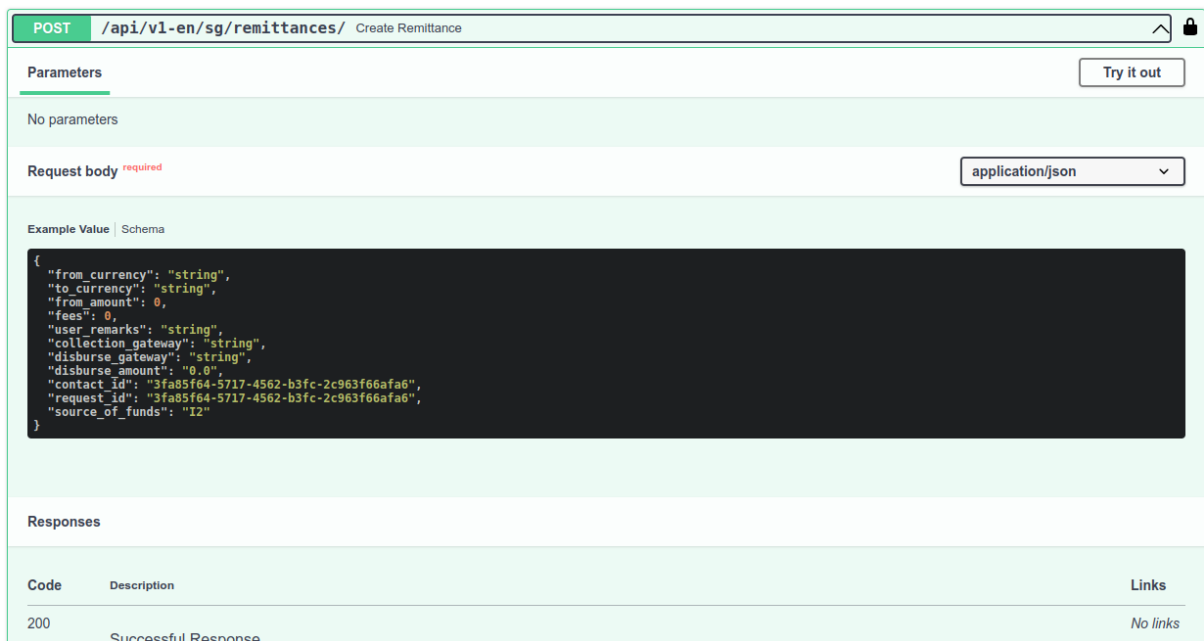 POST /api/v1-en/sg/remittances/ Create Remittance
Parameters
Try it out
No parameters
Request body required
application/json
Example Value | Schema
{
"from_currency": "string",
"to_currency": "string",
"from_amount": 0,
"fees": 0,
"user_remarks": "string",
"collection_gateway": "string",
"disburse_gateway": "string",
"disburse_amount": "0.0",
"contact_id": "3fa85f64-5717-4562-b3fc-2c963f66afa6",
"request_id": "3fa85f64-5717-4562-b3fc-2c963f66afa6",
"source_of_funds": "I2"
}
Responses
Code Description Links
200 No links
Successful Response